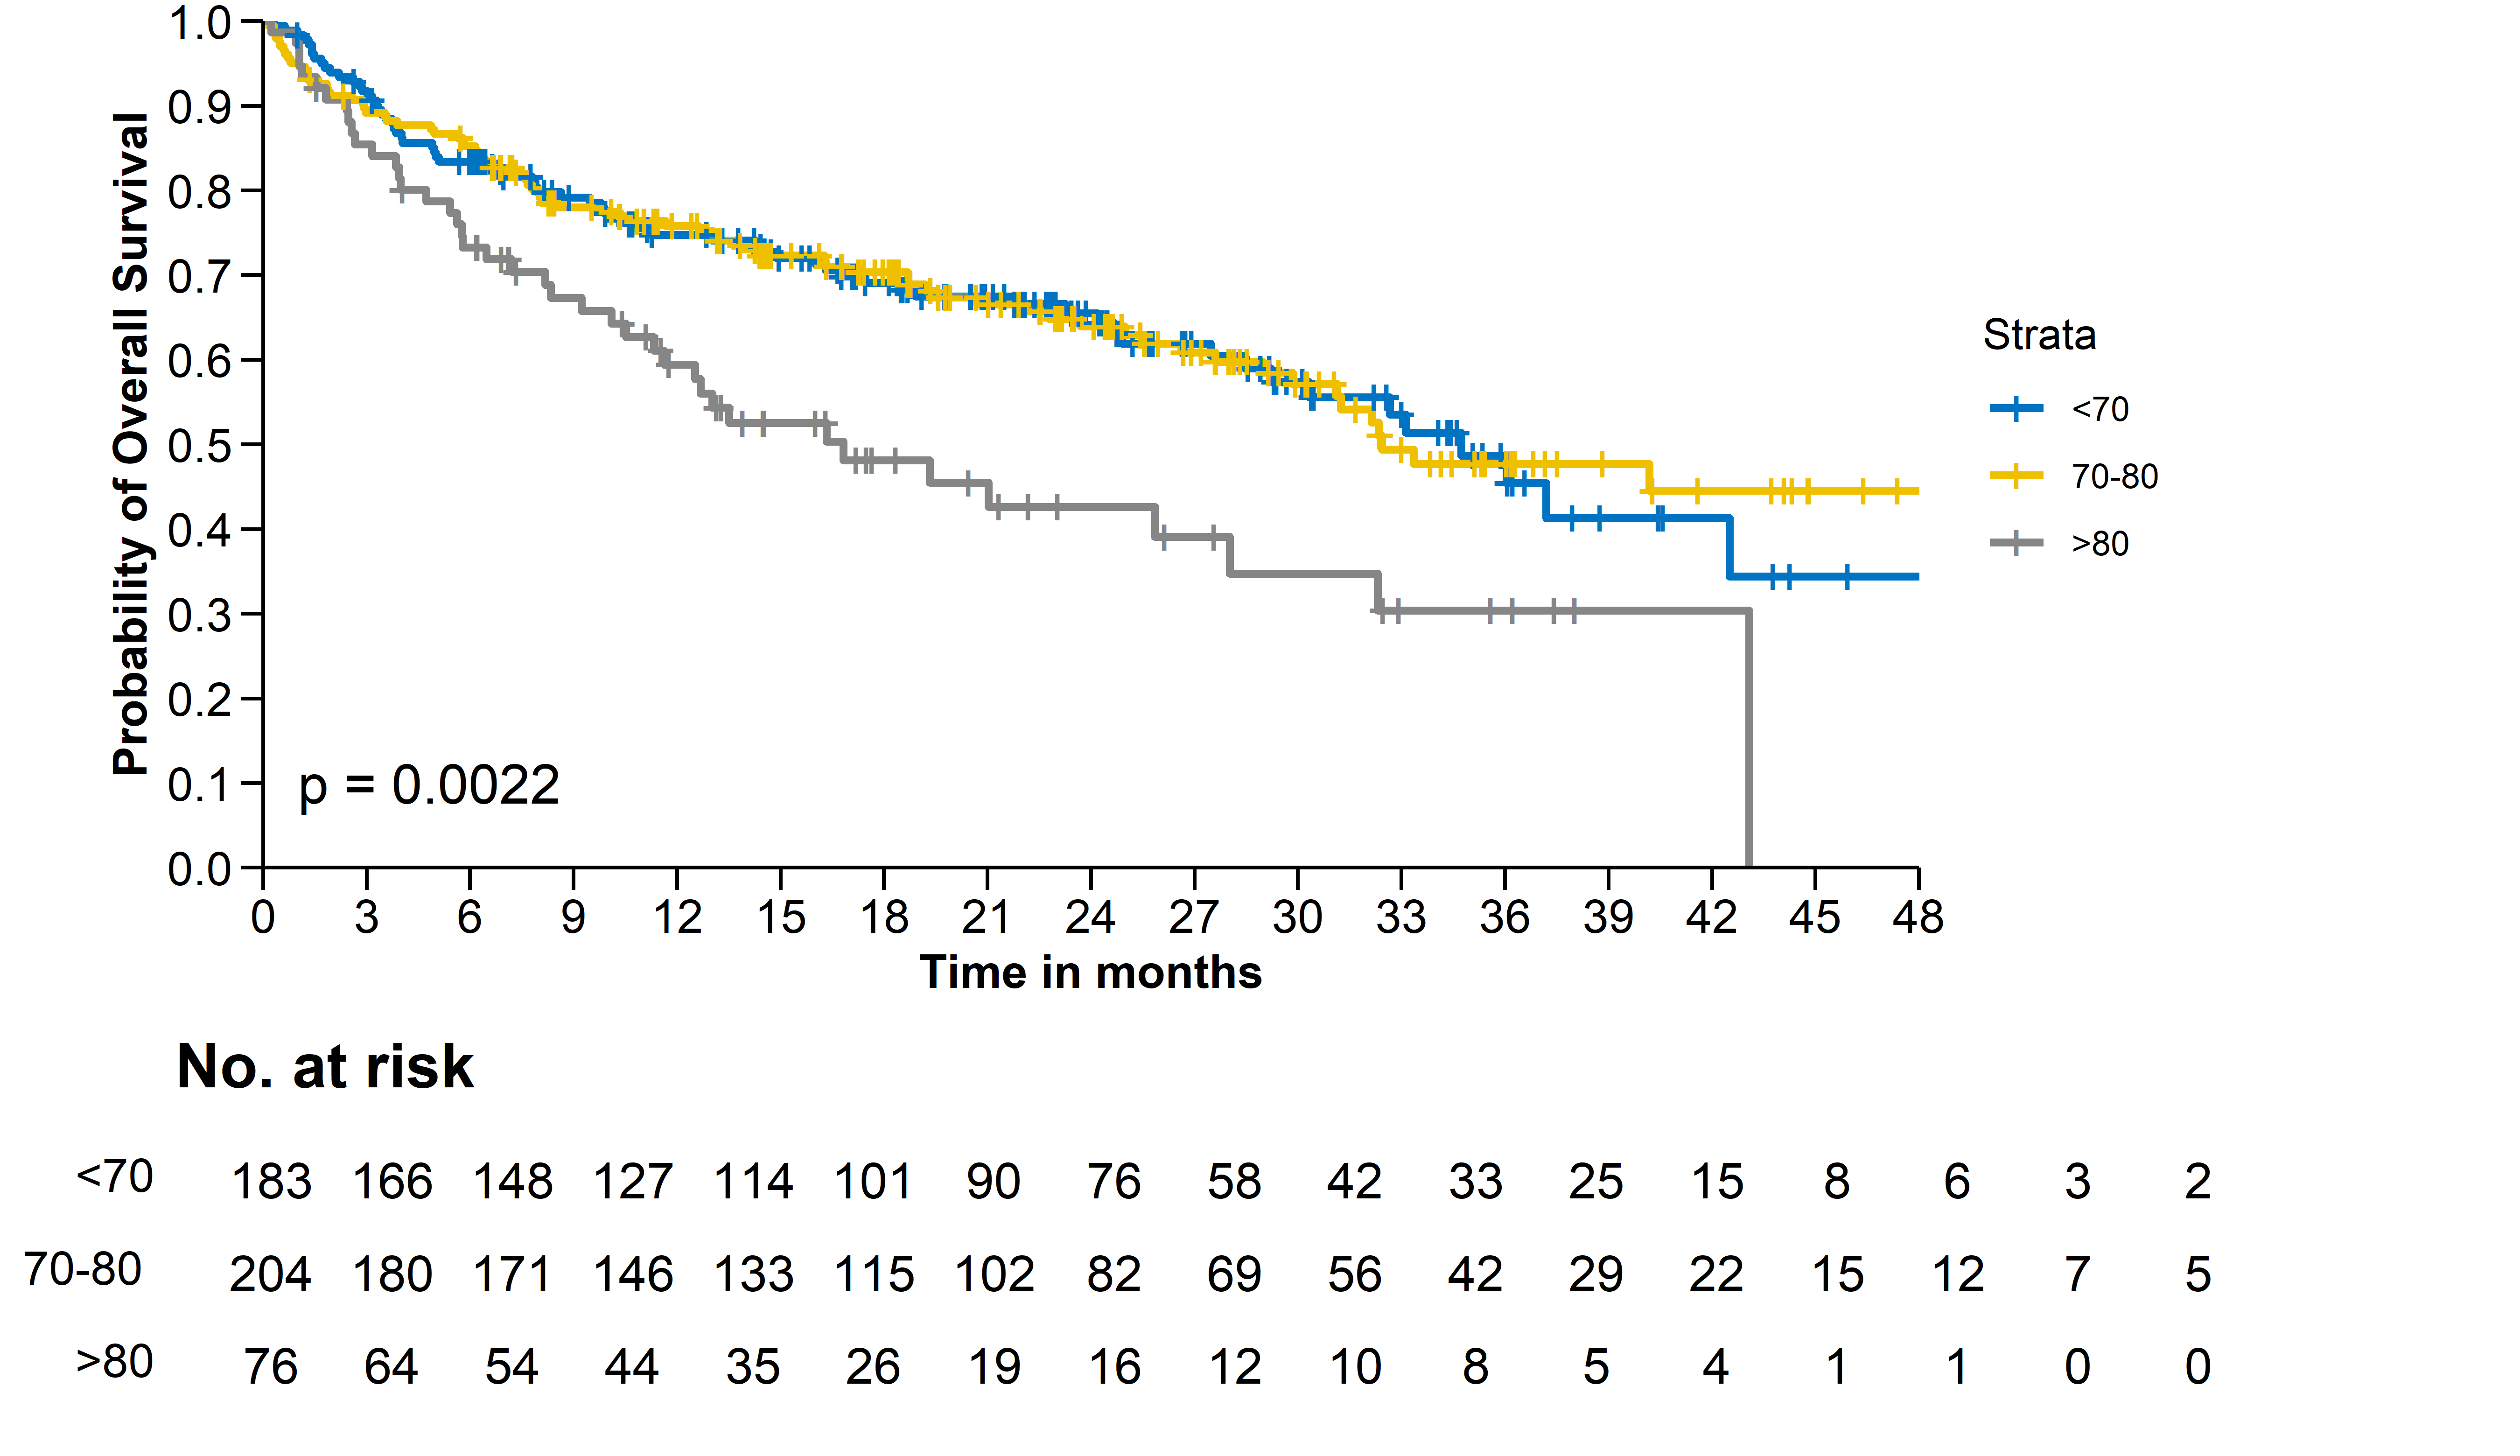 1.0
0.9
0.8
0.7
0.6
0.5
0.4
0.3
0.2
0.1
0.0
Probability of Overall Survival
p = 0.0022
0 3 6 9 12 15 18 21 24 27 30 33 36 39 42 45 48
Time in months
Strata
<70
70-80
>80
No. at risk
<70 183 166 148 127 114 101 90 76 58 42 33 25 15 8 6 3 2
70-80 204 180 171 146 133 115 102 82 69 56 42 29 22 15 12 7 5
>80 76 64 54 44 35 26 19 16 12 10 8 5 4 1 1 0 0